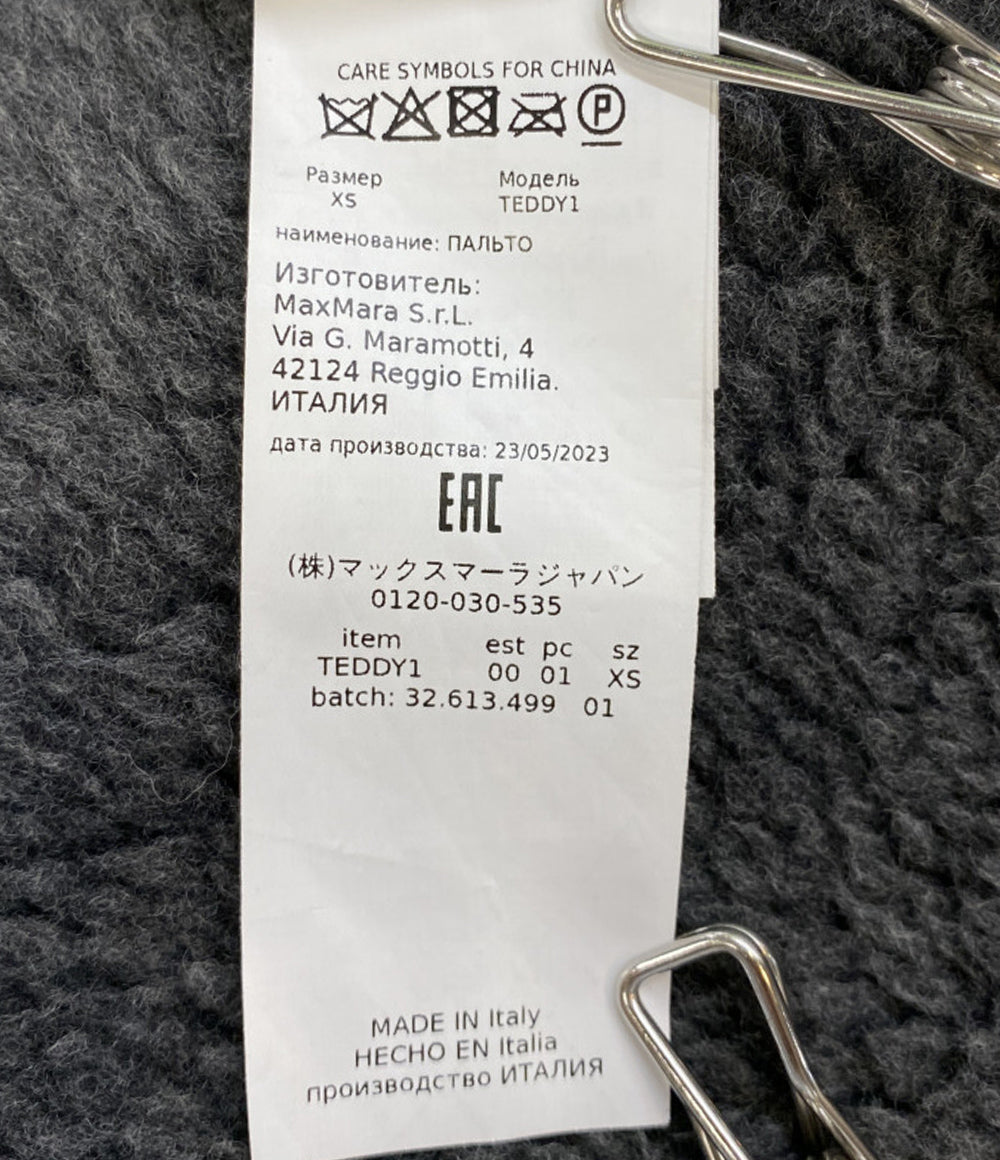 CARE SYMBOLS FOR CHINA
P
Размер Модель
XS TEDDY1
наименование: ПАЛЬТО
Изготовитель:
MaxMara S.r.L.
Via G. Maramotti, 4
42124 Reggio Emilia.
ИТАЛИЯ
дата производства: 23/05/2023
EAC
(株)マックスマーラジャパン
0120-030-535
item est pc sz
TEDDY1 00 01 XS
batch: 32.613.499 01
MADE IN Italy
HECHO EN Italia
производство ИТАЛИЯ